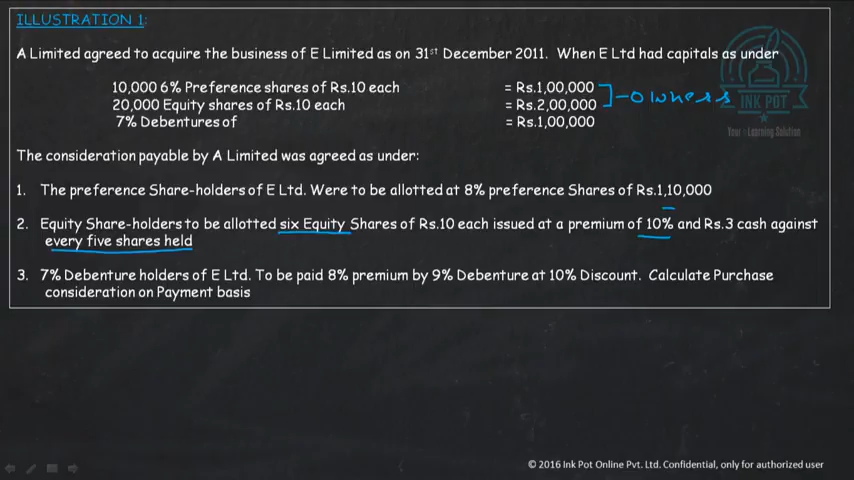 ILLUSTRATION 1:
A Limited agreed to acquire the business of E Limited as on 31st December 2011. When E Ltd had capitals as under
10,000 6% Preference shares of Rs.10 each = Rs.1,00,000
20,000 Equity shares of Rs.10 each = Rs.2,00,000
-owners
7% Debentures of = Rs.1,00,000
INK POT
Your e-Learning Solution
The consideration payable by A Limited was agreed as under:
1. The preference Share-holders of E Ltd. Were to be allotted at 8% preference Shares of Rs.1,10,000
2. Equity Share-holders to be allotted six Equity Shares of Rs.10 each issued at a premium of 10% and Rs.3 cash against
every five shares held
3. 7% Debenture holders of E Ltd. To be paid 8% premium by 9% Debenture at 10% Discount. Calculate Purchase
consideration on Payment basis
© 2016 Ink Pot Online Pvt. Ltd. Confidential, only for authorized user